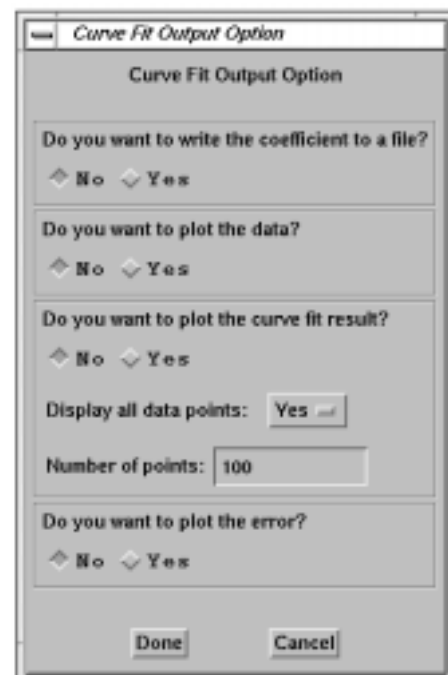 Curve Fit Output Option
Curve Fit Output Option
Do you want to write the coefficient to a file?
No Yes
Do you want to plot the data?
No Yes
Do you want to plot the curve fit result?
No Yes
Display all data points: Yes
Number of points: 100
Do you want to plot the error?
No Yes
Done Cancel